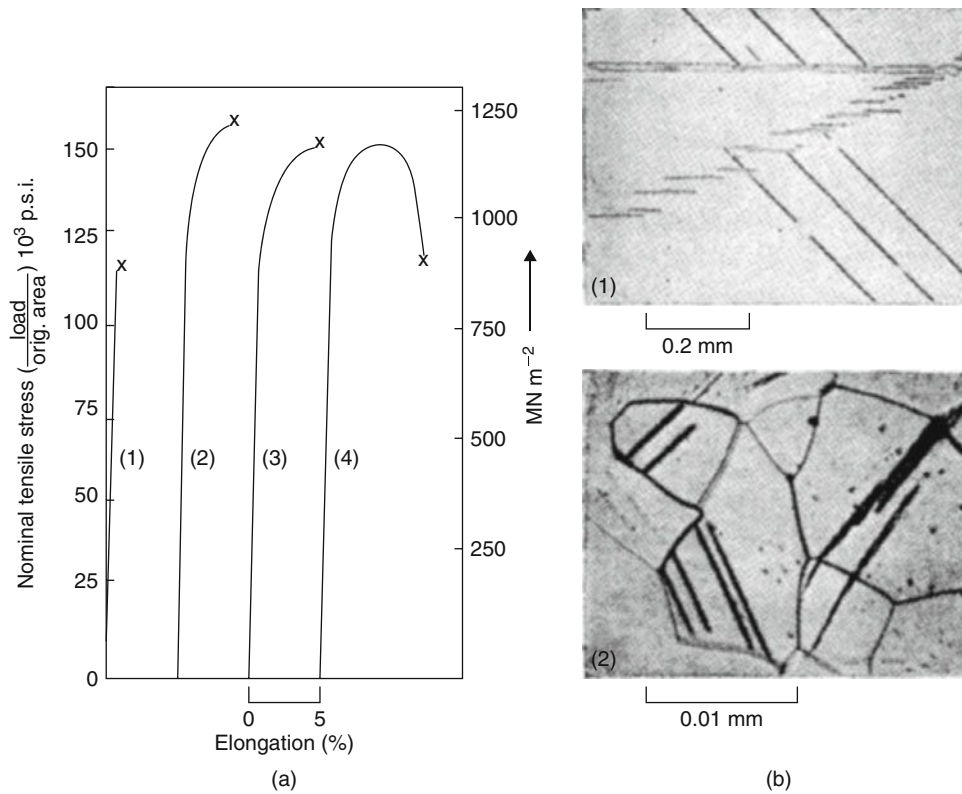 Nominal tensile stress (load/orig. area) 10³ p.s.i.
150
125
100
75
50
25
0
1250
1000
750
500
250
MN m⁻²
x
x
x
x
(1)
(2)
(3)
(4)
0
5
Elongation (%)
(a)
(1)
0.2 mm
(2)
0.01 mm
(b)